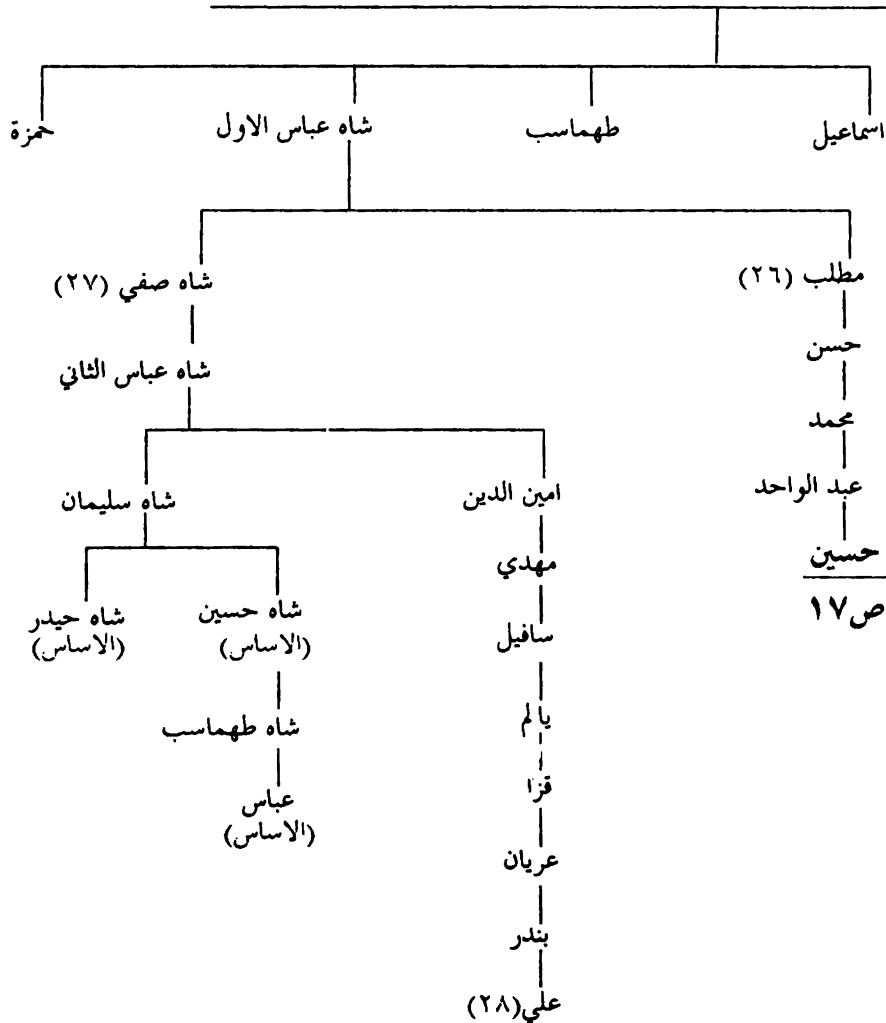 اسماعيل طهماسب شاه عباس الاول حمزة
مطلب (٢٦) شاه صفي (٢٧)
حسن
شاه عباس الثاني
محمد
عبد الواحد امين الدين شاه سليمان
حسين
مهدي
ص١٧
شاه حسين شاه حيدر
(الاساس) (الاساس)
سافيل
يالم
شاه طهماسب
قزا
عباس
(الاساس)
عريان
بندر
علي(٢٨)